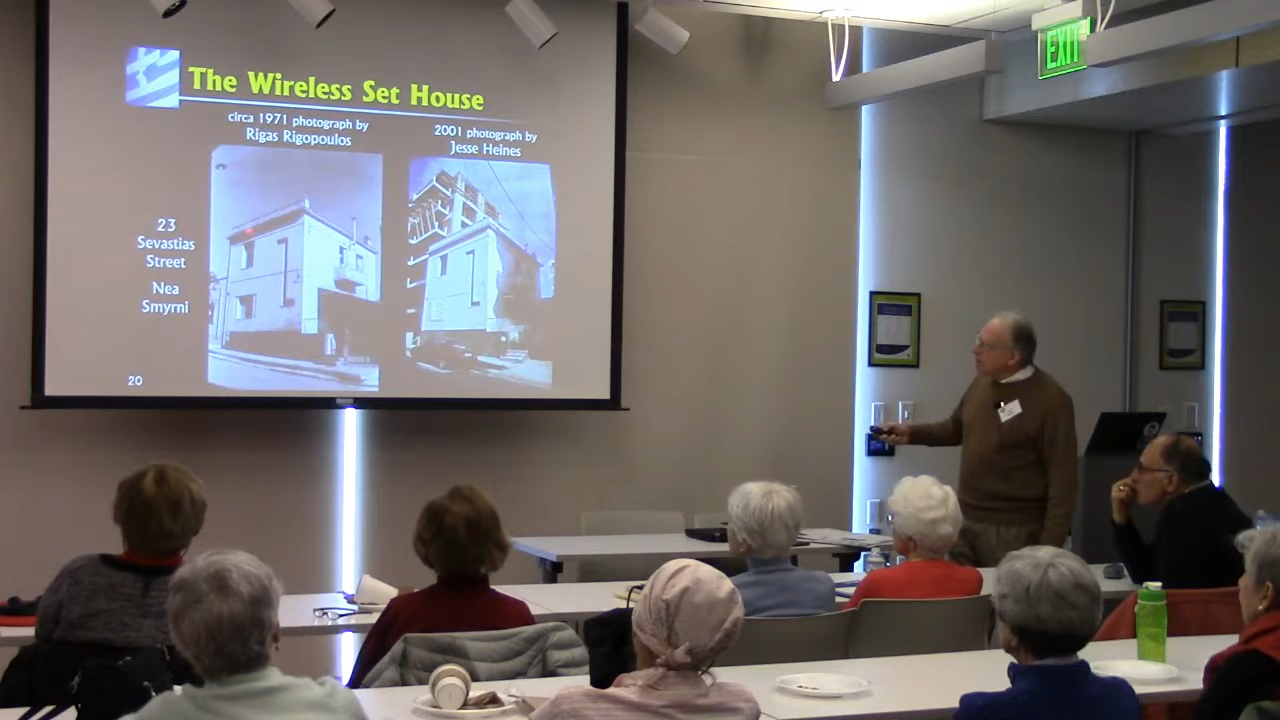 The Wireless Set House
circa 1971 photograph by
Rigas Rigopoulos
2001 photograph by
Jesse Heines
23
Sevastias
Street
Nea
Smyrni
20
EXIT